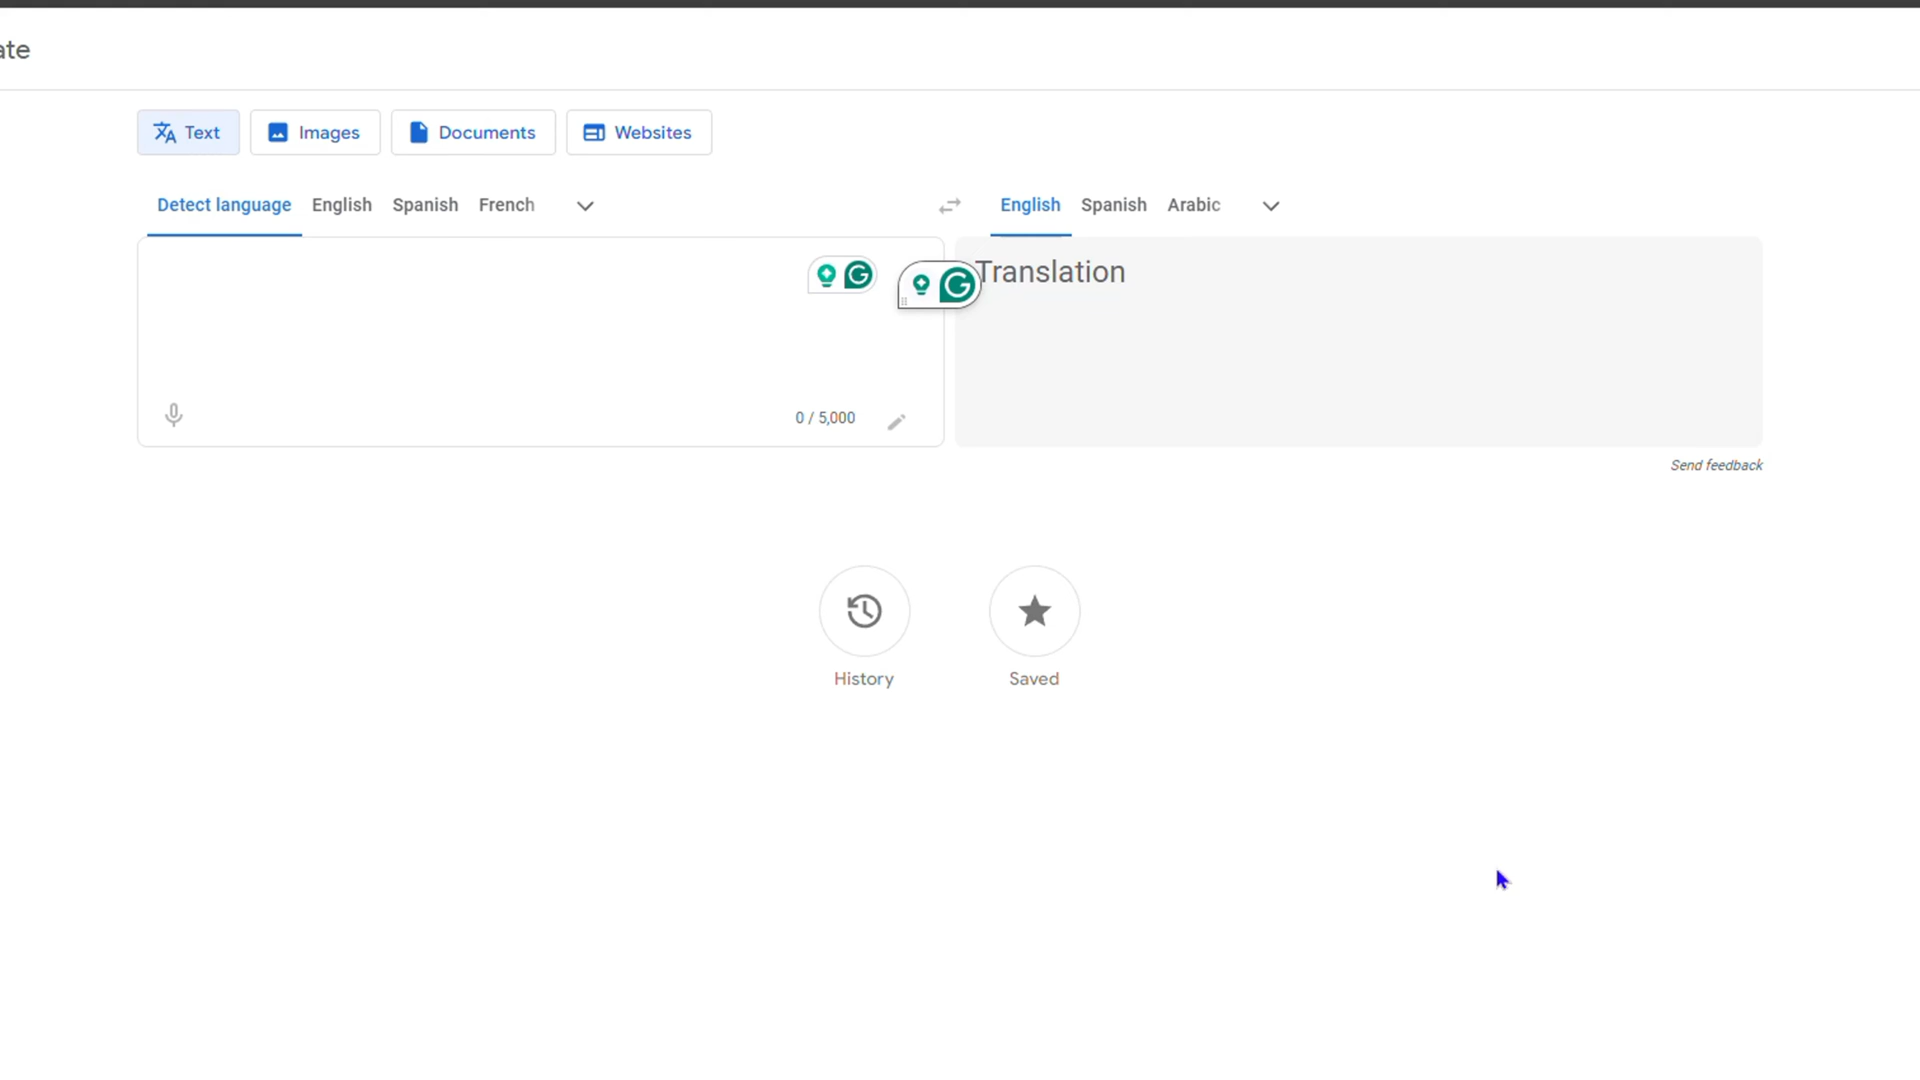 ate
Text Images Documents Websites
Detect language English Spanish French English Spanish Arabic
Translation
0 / 5,000
Send feedback
History Saved